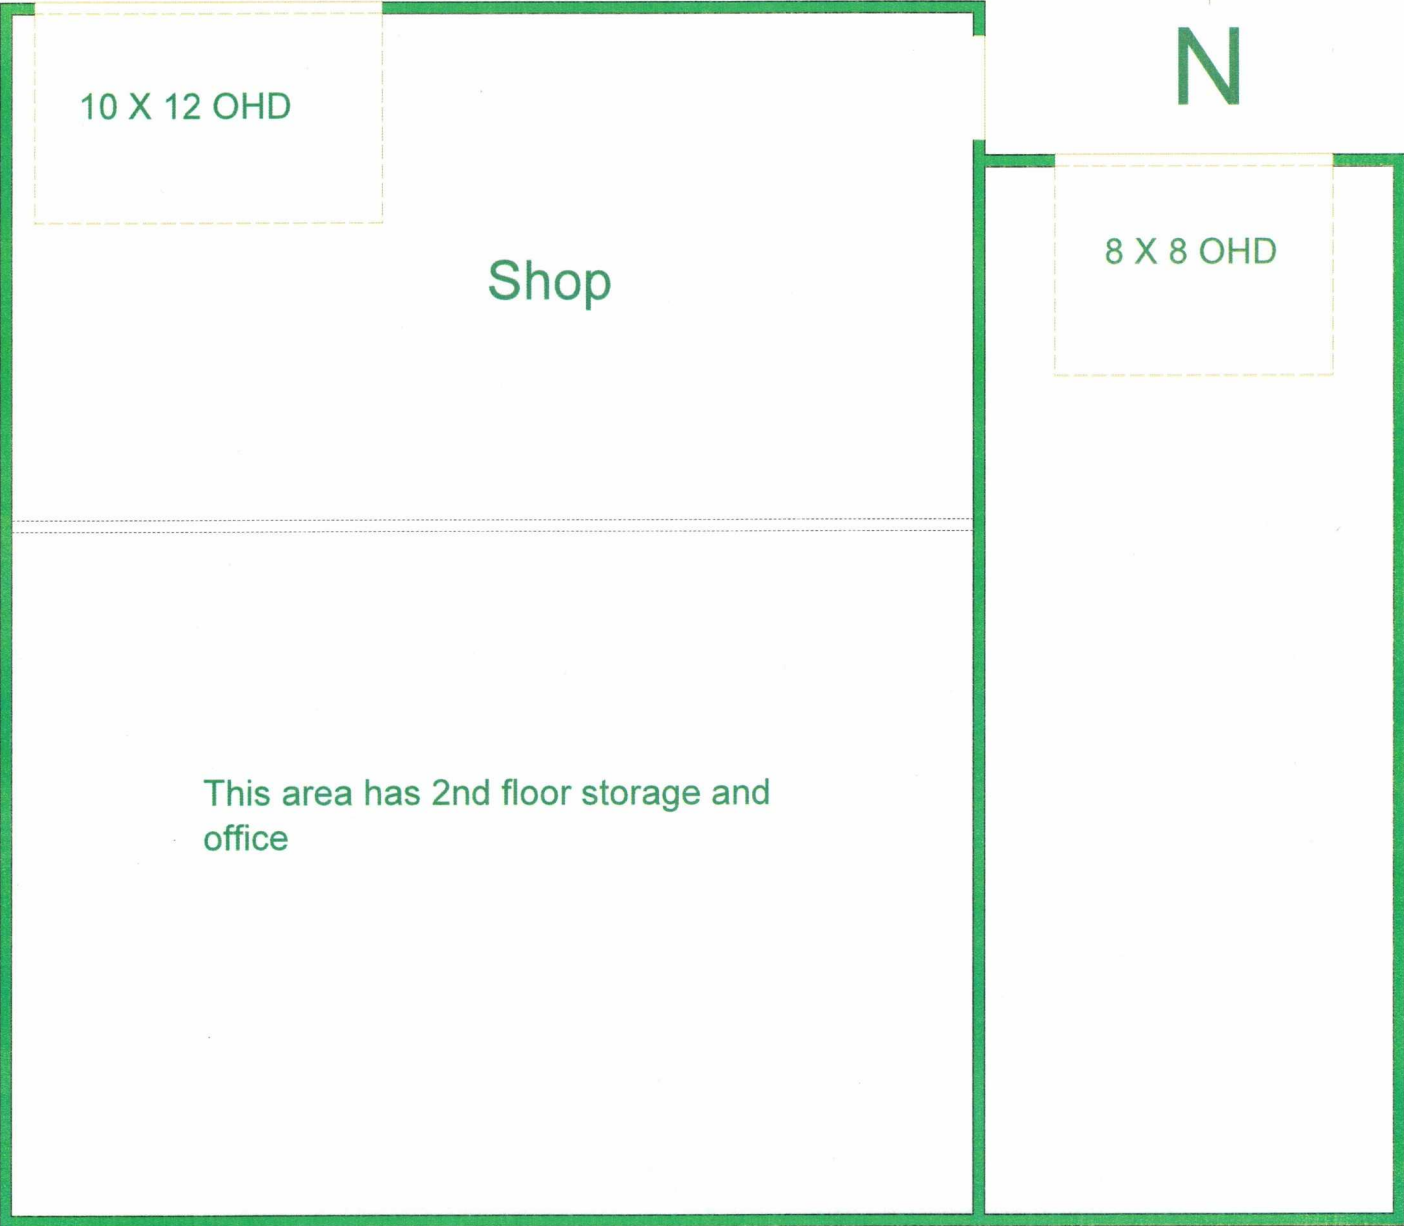 N
10 X 12 OHD
8 X 8 OHD
Shop
This area has 2nd floor storage and
office